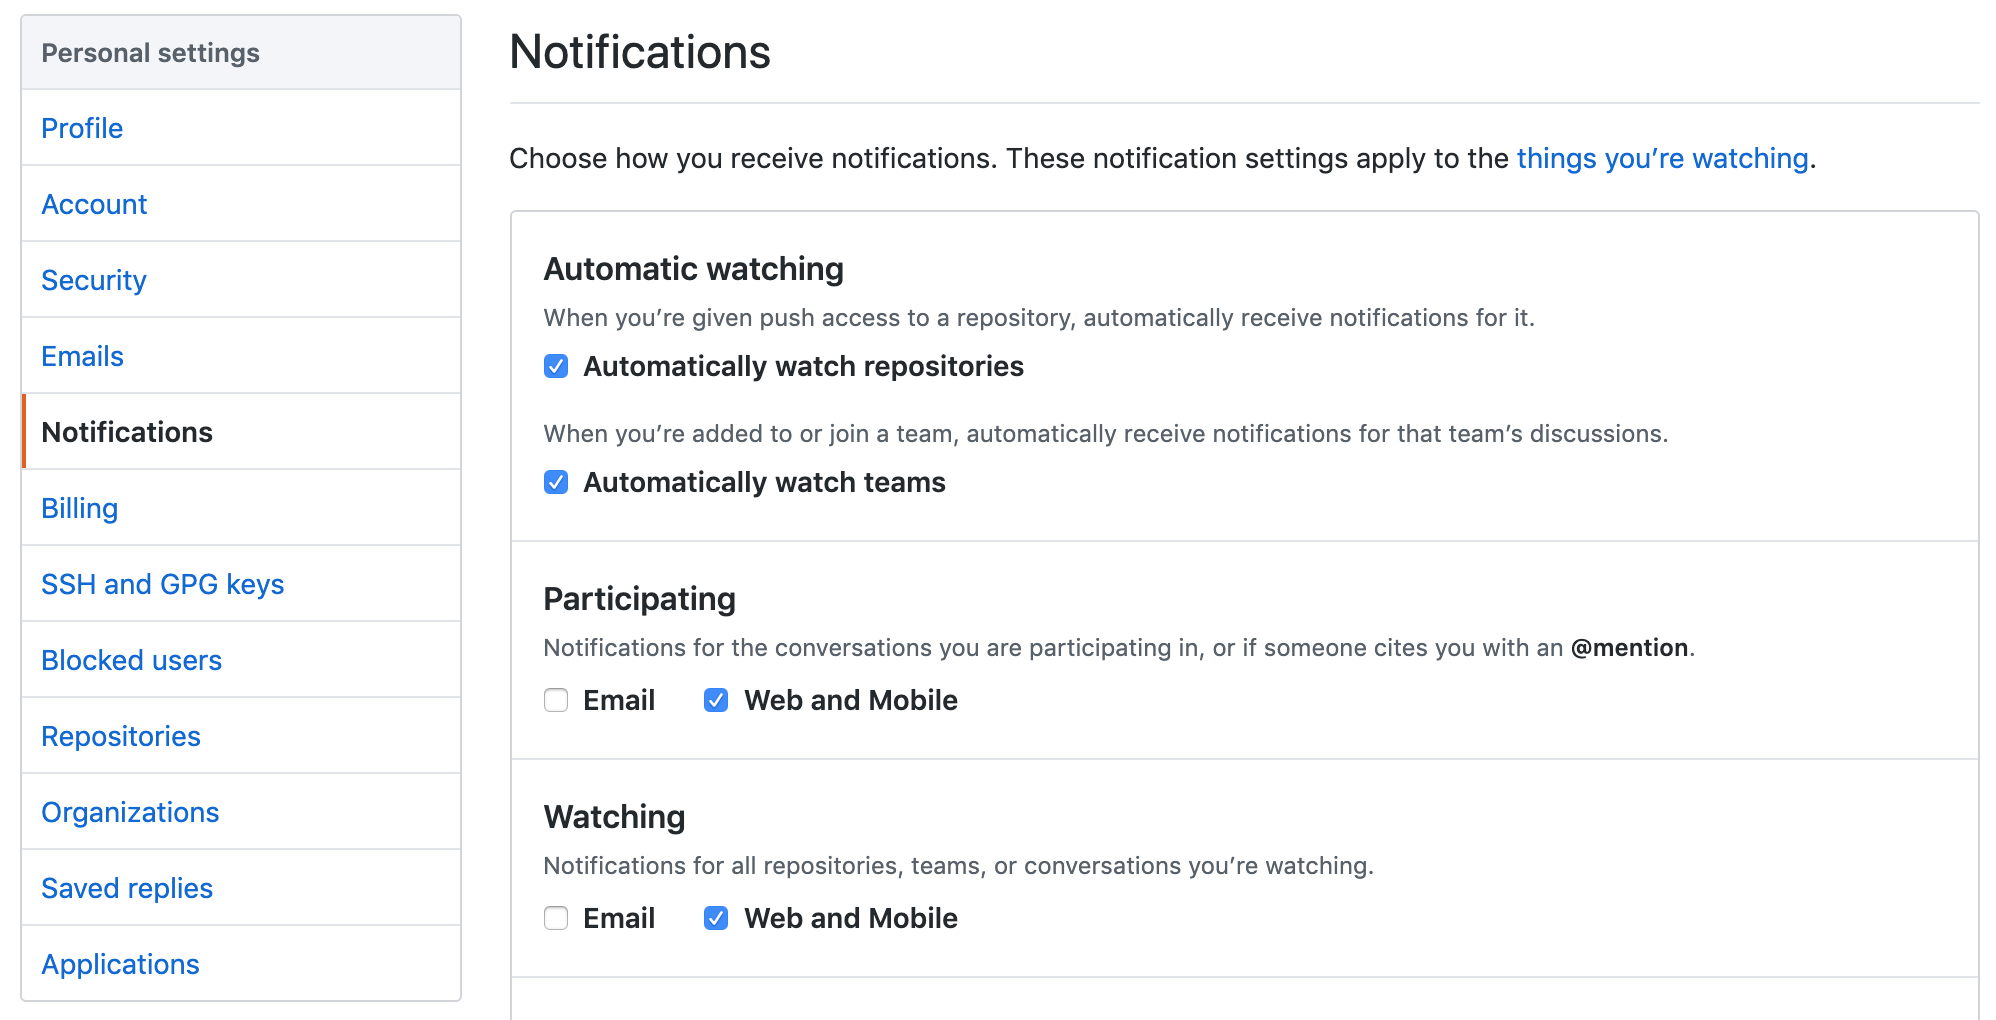 Personal settings
Profile
Account
Security
Emails
Notifications
Billing
SSH and GPG keys
Blocked users
Repositories
Organizations
Saved replies
Applications
Notifications
Choose how you receive notifications. These notification settings apply to the things you’re watching.
Automatic watching
When you’re given push access to a repository, automatically receive notifications for it.
Automatically watch repositories
When you’re added to or join a team, automatically receive notifications for that team’s discussions.
Automatically watch teams
Participating
Notifications for the conversations you are participating in, or if someone cites you with an @mention.
Email Web and Mobile
Watching
Notifications for all repositories, teams, or conversations you’re watching.
Email Web and Mobile